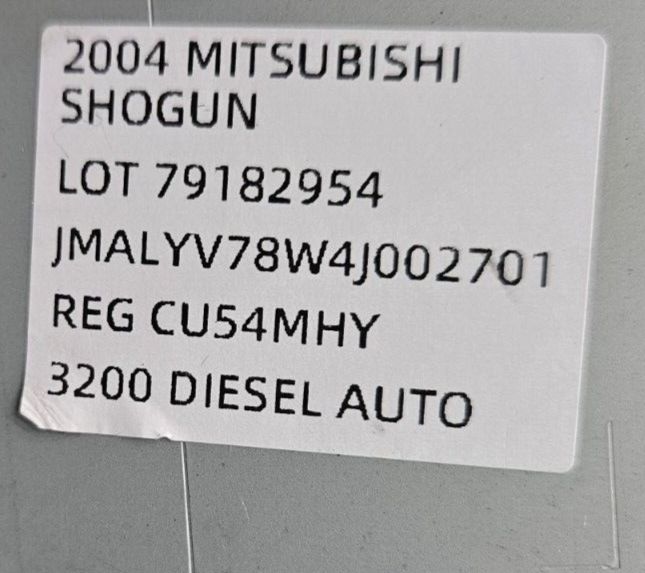 2004 MITSUBISHI
SHOGUN
LOT 79182954
JMALYV78W4J002701
REG CU54MHY
3200 DIESEL AUTO